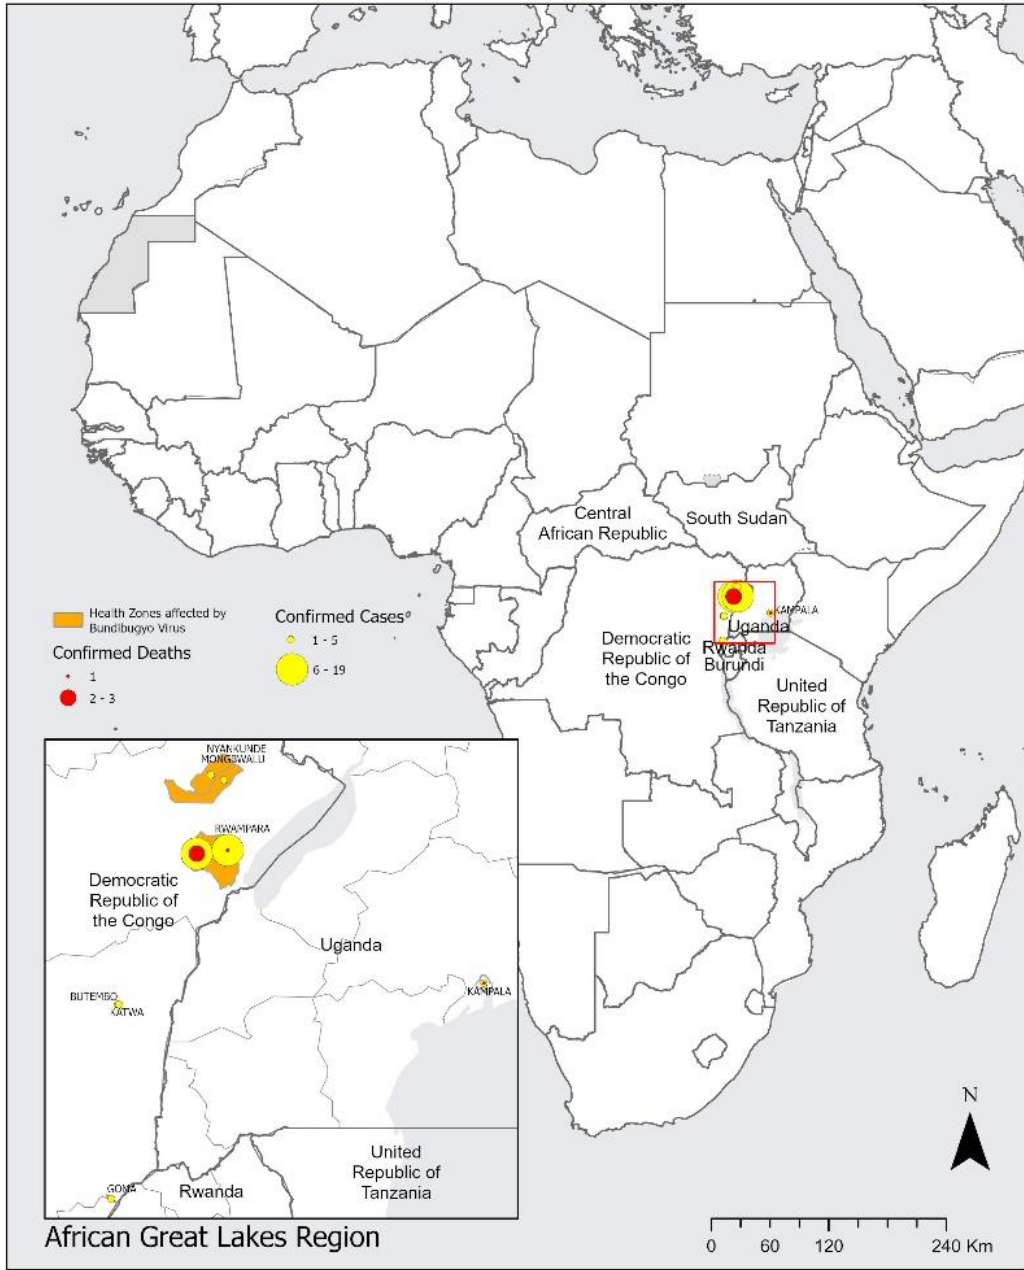 Central
African Republic
South Sudan
KAMPALA
Uganda
Rwanda
Burundi
Democratic
Republic of
the Congo
United
Republic of
Tanzania
Health Zones affected by
Bundibugyo Virus
Confirmed Deaths
1
2 - 3
Confirmed Casesª
1 - 5
6 - 19
NYANKUNDE
MONGBWALU
RWAMPARA
Democratic
Republic of
the Congo
Uganda
KAMPALA
BUTEMBO
KATWA
GOMA
Rwanda
United
Republic of
Tanzania
African Great Lakes Region
N
0 60 120 240 Km